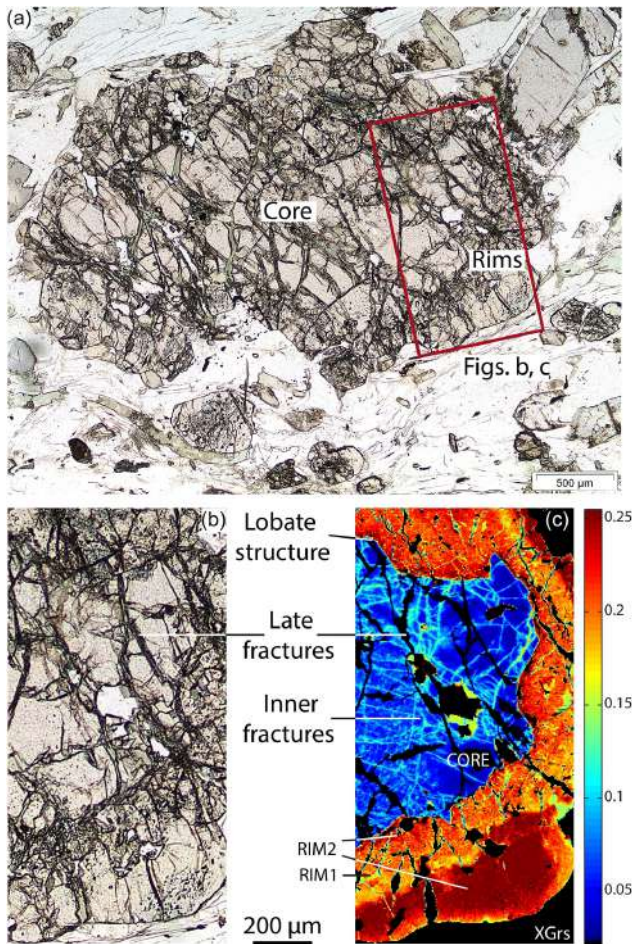 (a)
Core
Rims
Figs. b, c
500 µm
(b)
Lobate
structure
Late
fractures
Inner
fractures
200 µm
(c)
CORE
RIM2
RIM1
XGrs
0.25
0.2
0.15
0.1
0.05